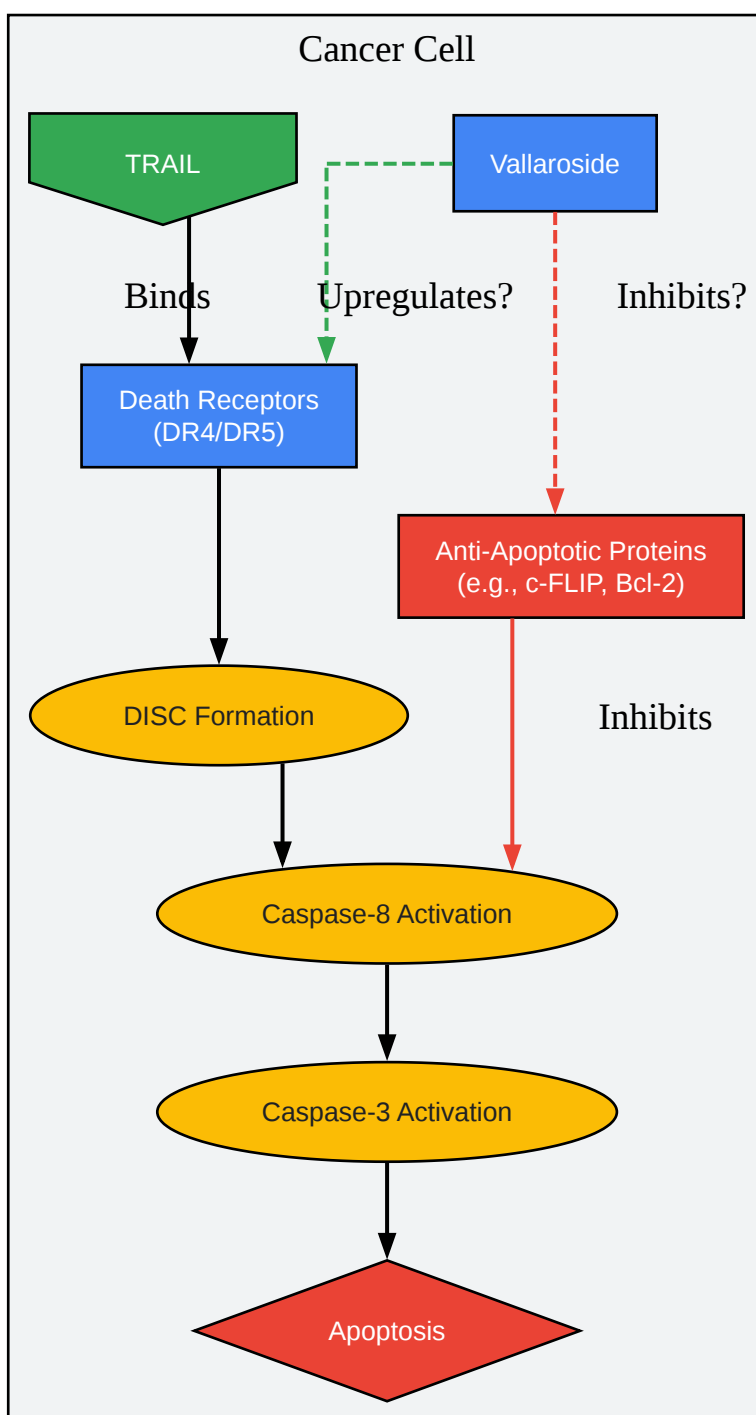 Cancer Cell
TRAIL
Vallaroside
Binds
Upregulates?
Inhibits?
Death Receptors
(DR4/DR5)
Anti-Apoptotic Proteins
(e.g., c-FLIP, Bcl-2)
DISC Formation
Inhibits
Caspase-8 Activation
Caspase-3 Activation
Apoptosis